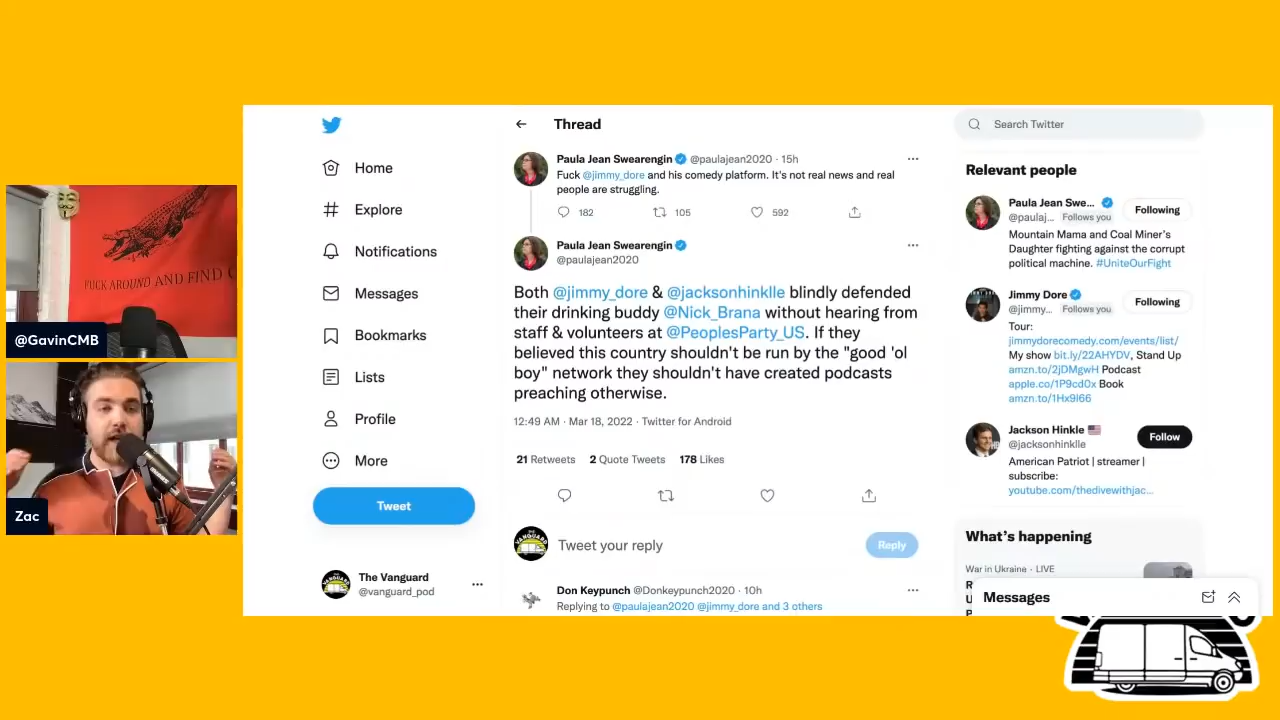 FUCK AROUND AND FIND
@GavinCMB
Zac
Home
Explore
Notifications
Messages
Bookmarks
Lists
Profile
More
Tweet
The Vanguard
@vanguard_pod
Thread
Paula Jean Swearengin @paulajean2020 · 15h
Fuck @jimmy_dore and his comedy platform. It's not real news and real
people are struggling.
182 105 592
Paula Jean Swearengin
@paulajean2020
Both @jimmy_dore & @jacksonhinklle blindly defended
their drinking buddy @Nick_Brana without hearing from
staff & volunteers at @PeoplesParty_US. If they
believed this country shouldn't be run by the "good 'ol
boy" network they shouldn't have created podcasts
preaching otherwise.
12:49 AM · Mar 18, 2022 · Twitter for Android
21 Retweets 2 Quote Tweets 178 Likes
VANGUARD
Tweet your reply
Reply
Don Keypunch @Donkeypunch2020 · 10h
Replying to @paulajean2020 @jimmy_dore and 3 others
Search Twitter
Relevant people
Paula Jean Swe...
@paulaj... Follows you
Following
Mountain Mama and Coal Miner's
Daughter fighting against the corrupt
political machine. #UniteOurFight
Jimmy Dore
@jimmy... Follows you
Following
Tour:
jimmydorecomedy.com/events/list/
My show bit.ly/22AHYDV, Stand Up
amzn.to/2jDMgwH Podcast
apple.co/1P9cd0x Book
amzn.to/1Hx9I66
Jackson Hinkle
@jacksonhinklle
Follow
American Patriot | streamer |
subscribe:
youtube.com/thedivewithjac...
What's happening
War in Ukraine · LIVE
Messages